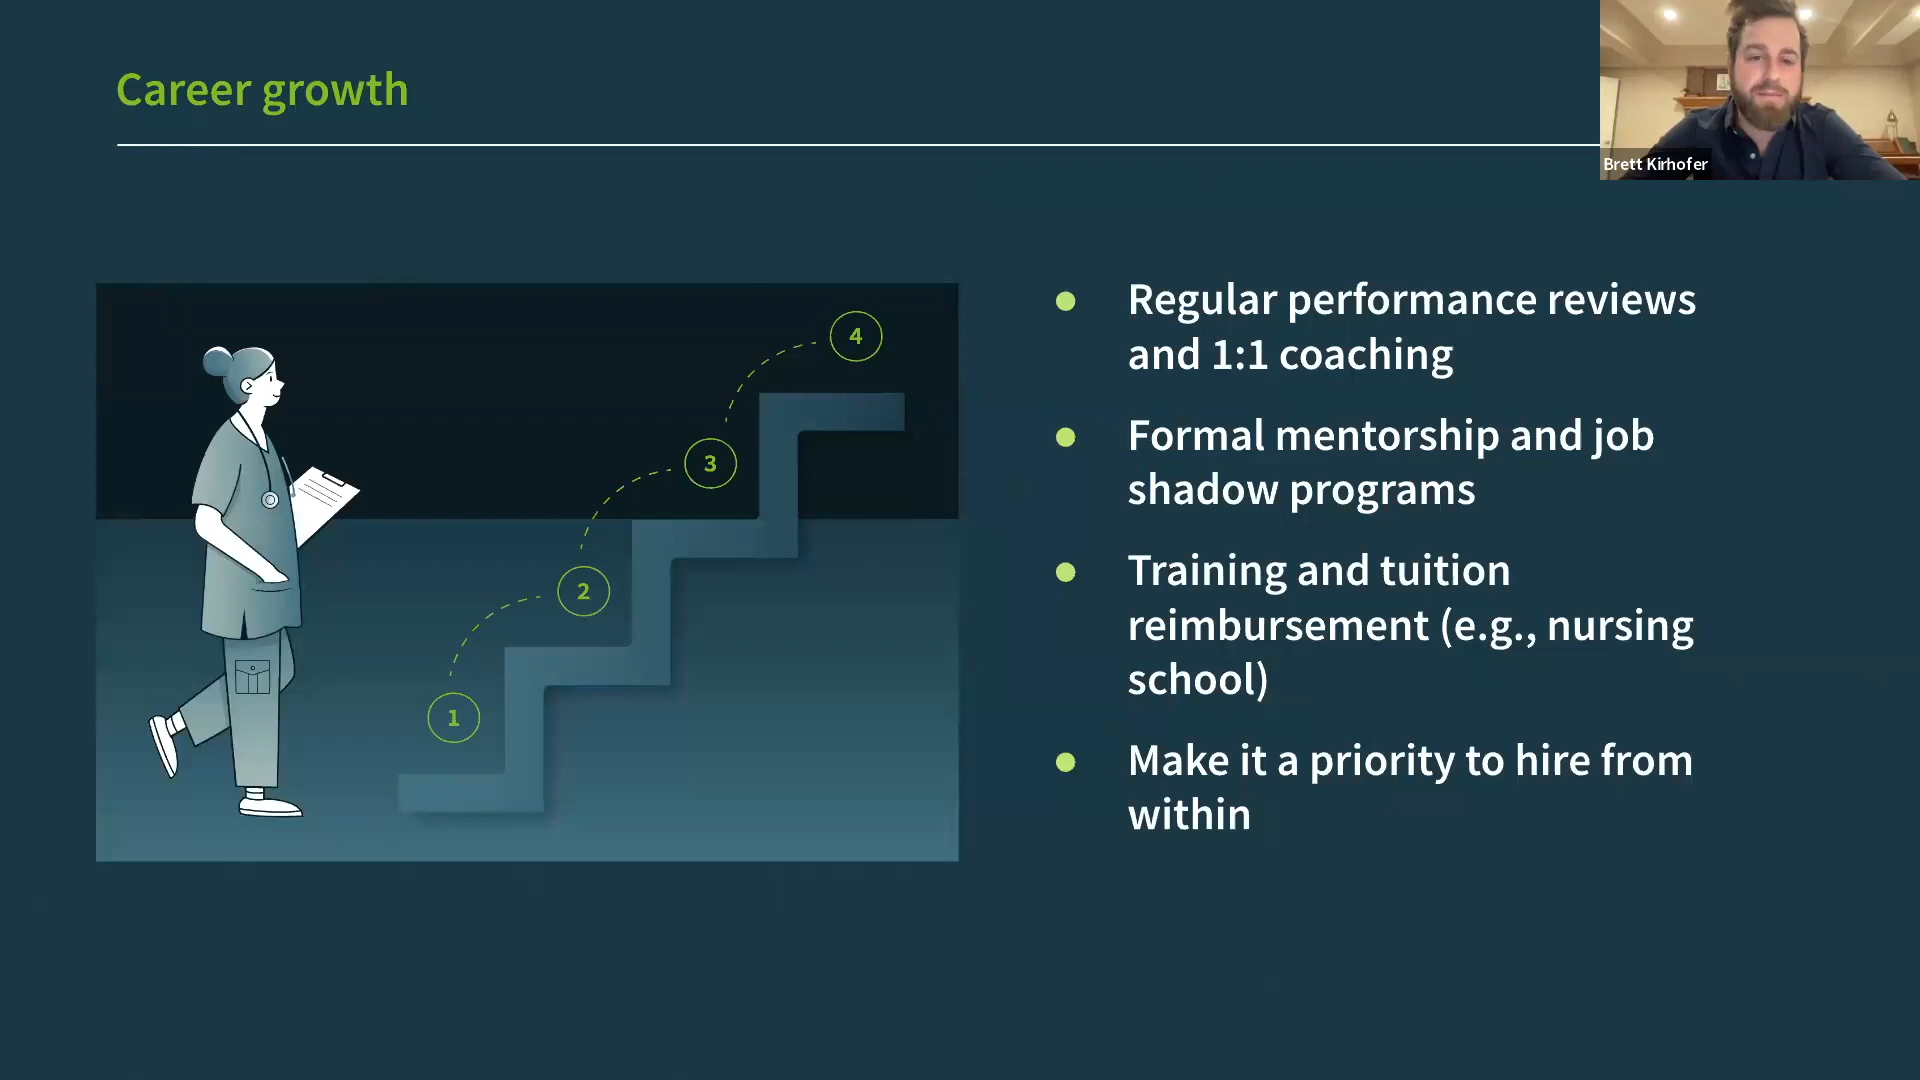 Career growth
Brett Kirhofer
4
3
2
1
Regular performance reviews
and 1:1 coaching
Formal mentorship and job
shadow programs
Training and tuition
reimbursement (e.g., nursing
school)
Make it a priority to hire from
within